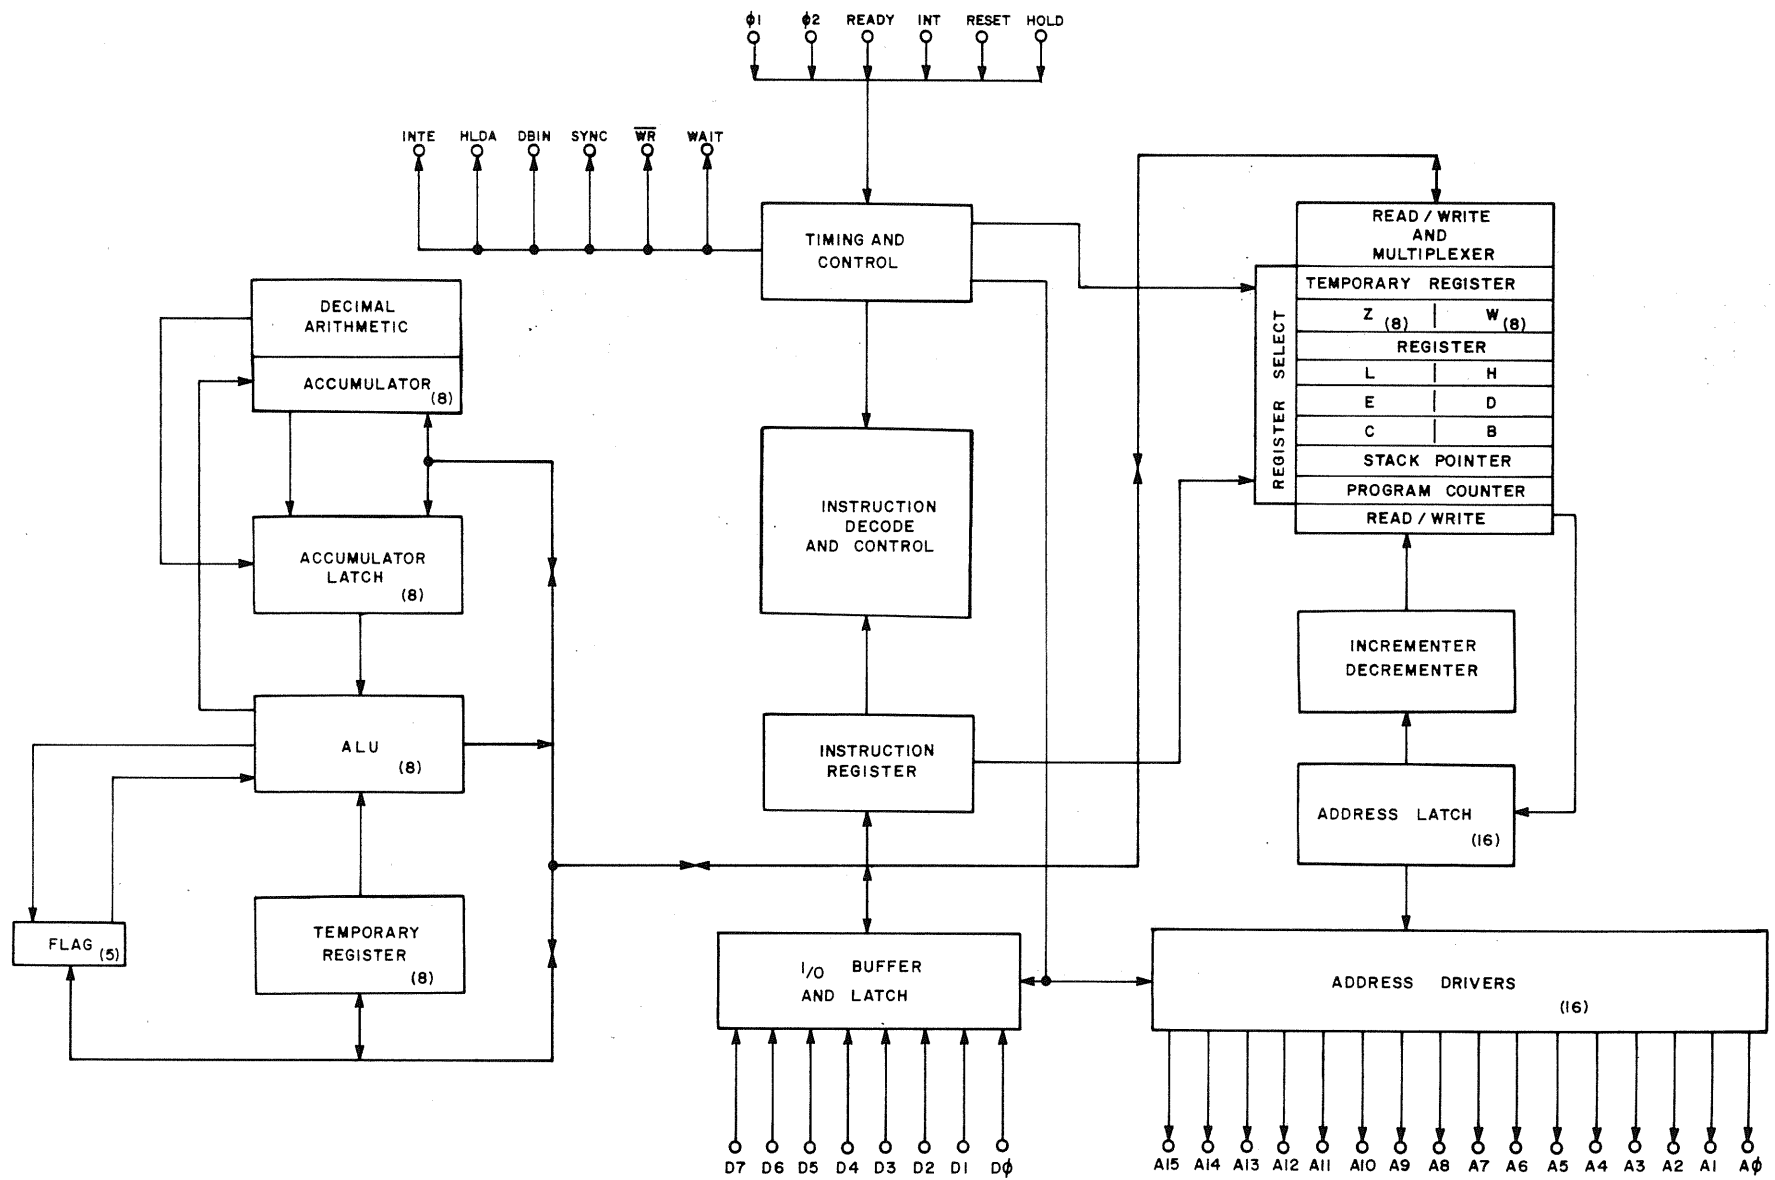 ϕ1 ϕ2 READY INT RESET HOLD
INTE HLDA DBIN SYNC W̅R̅ WAIT
TIMING AND
CONTROL
READ / WRITE
AND
MULTIPLEXER
REGISTER SELECT
TEMPORARY REGISTER
Z (8) | W (8)
REGISTER
L | H
E | D
C | B
STACK POINTER
PROGRAM COUNTER
READ / WRITE
DECIMAL
ARITHMETIC
ACCUMULATOR
(8)
ACCUMULATOR
LATCH
(8)
INSTRUCTION
DECODE
AND CONTROL
INCREMENTER
DECREMENTER
ALU
(8)
INSTRUCTION
REGISTER
ADDRESS LATCH
(16)
FLAG (5)
TEMPORARY
REGISTER
(8)
I/O BUFFER
AND LATCH
ADDRESS DRIVERS
(16)
D7 D6 D5 D4 D3 D2 D1 Dϕ
A15 A14 A13 A12 A11 A10 A9 A8 A7 A6 A5 A4 A3 A2 A1 Aϕ